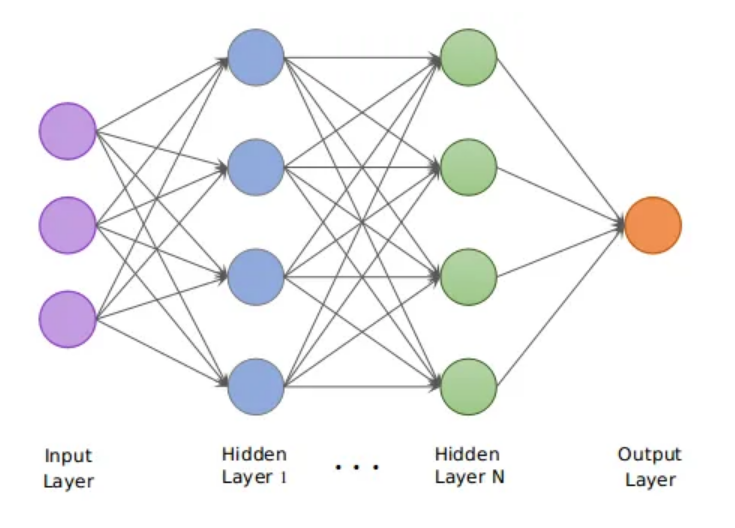 Input
Layer
Hidden
Layer 1
. . .
Hidden
Layer N
Output
Layer